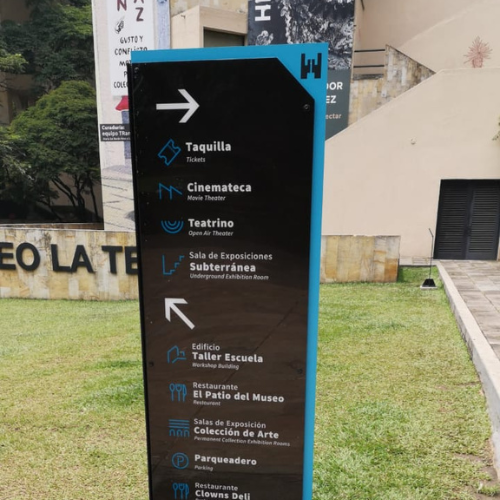 N Z
GUSTO Y
CONFLICT
EO LA TE
Taquilla
Tickets
Cinemateca
Movie Theater
Teatrino
Open Air Theater
Sala de Exposiciones
Subterránea
Underground Exhibition Room
Edificio
Taller Escuela
Workshop Building
Restaurante
El Patio del Museo
Restaurant
Salas de Exposición
Colección de Arte
Permanent Collection Exhibition Rooms
Parqueadero
Parking
Restaurante
Clowns Deli